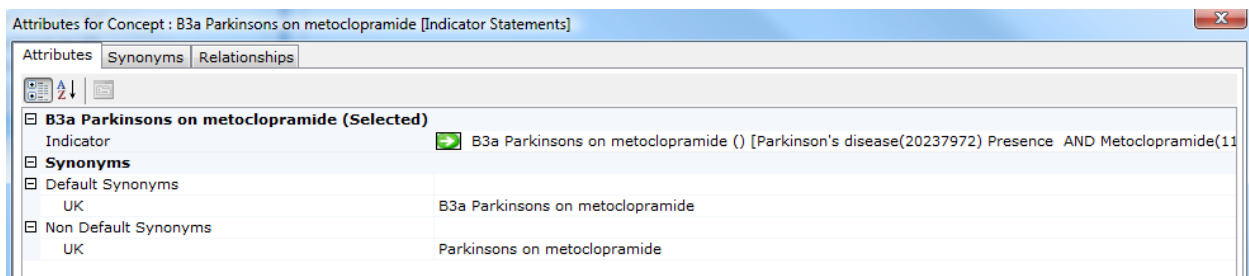 Attributes for Concept : B3a Parkinsons on metoclopramide [Indicator Statements]
Attributes Synonyms Relationships
B3a Parkinsons on metoclopramide (Selected)
Indicator B3a Parkinsons on metoclopramide () [Parkinson's disease(20237972) Presence AND Metoclopramide(11
Synonyms
Default Synonyms
UK B3a Parkinsons on metoclopramide
Non Default Synonyms
UK Parkinsons on metoclopramide